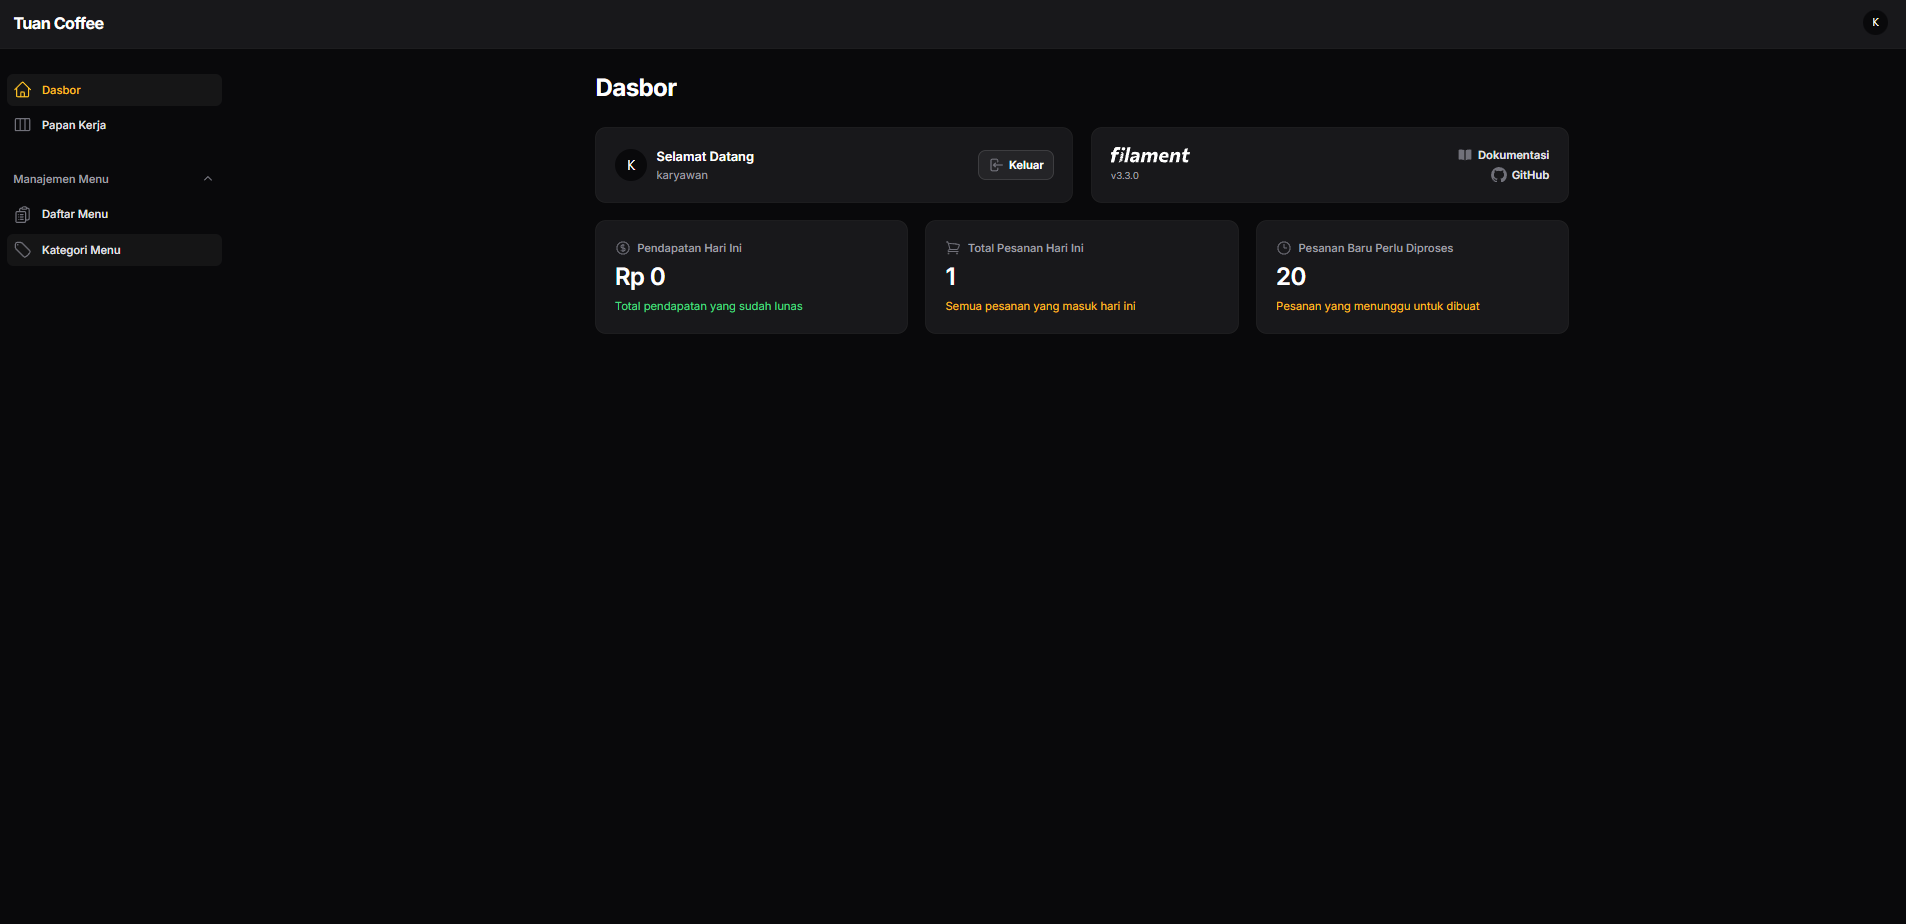 Tuan Coffee
K
Dasbor
Papan Kerja
Manajemen Menu
Daftar Menu
Kategori Menu
Dasbor
K
Selamat Datang
karyawan
Keluar
filament
v3.3.0
Dokumentasi
GitHub
Pendapatan Hari Ini
Rp 0
Total pendapatan yang sudah lunas
Total Pesanan Hari Ini
1
Semua pesanan yang masuk hari ini
Pesanan Baru Perlu Diproses
20
Pesanan yang menunggu untuk dibuat